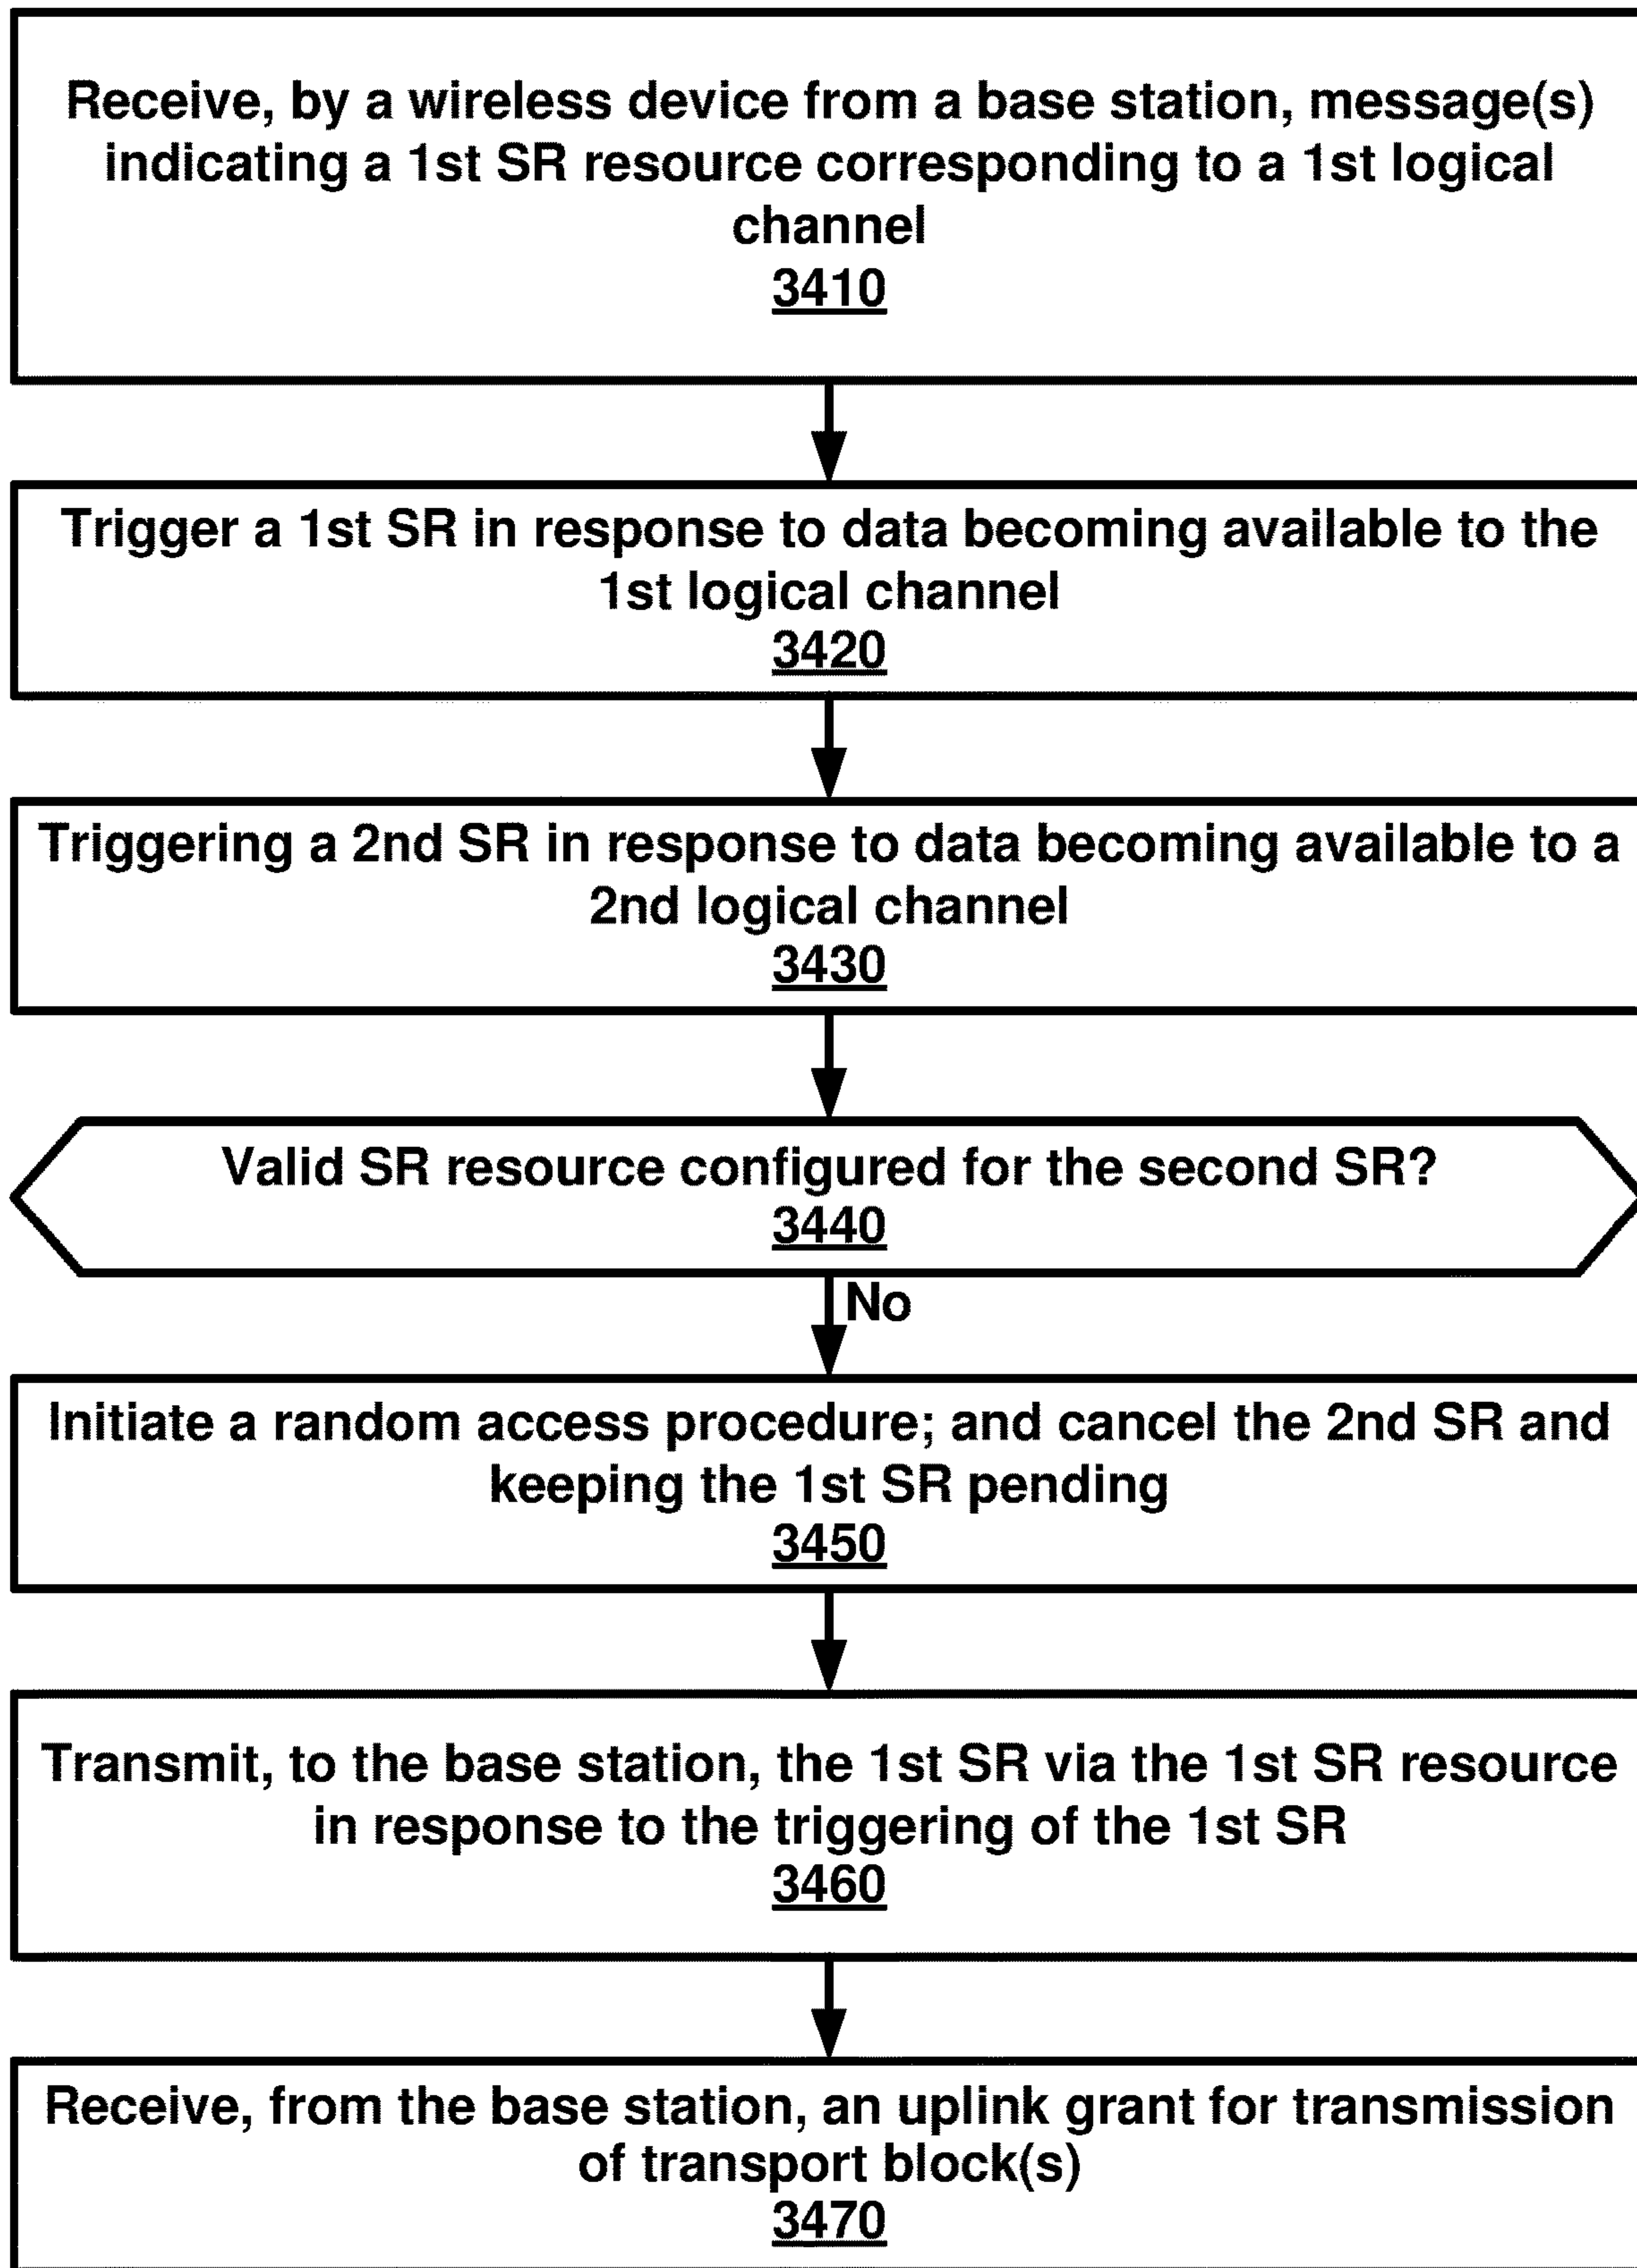 Receive, by a wireless device from a base station, message(s)
indicating a 1st SR resource corresponding to a 1st logical
channel
3410
Trigger a 1st SR in response to data becoming available to the
1st logical channel
3420
Triggering a 2nd SR in response to data becoming available to a
2nd logical channel
3430
Valid SR resource configured for the second SR?
3440
No
Initiate a random access procedure; and cancel the 2nd SR and
keeping the 1st SR pending
3450
Transmit, to the base station, the 1st SR via the 1st SR resource
in response to the triggering of the 1st SR
3460
Receive, from the base station, an uplink grant for transmission
of transport block(s)
3470